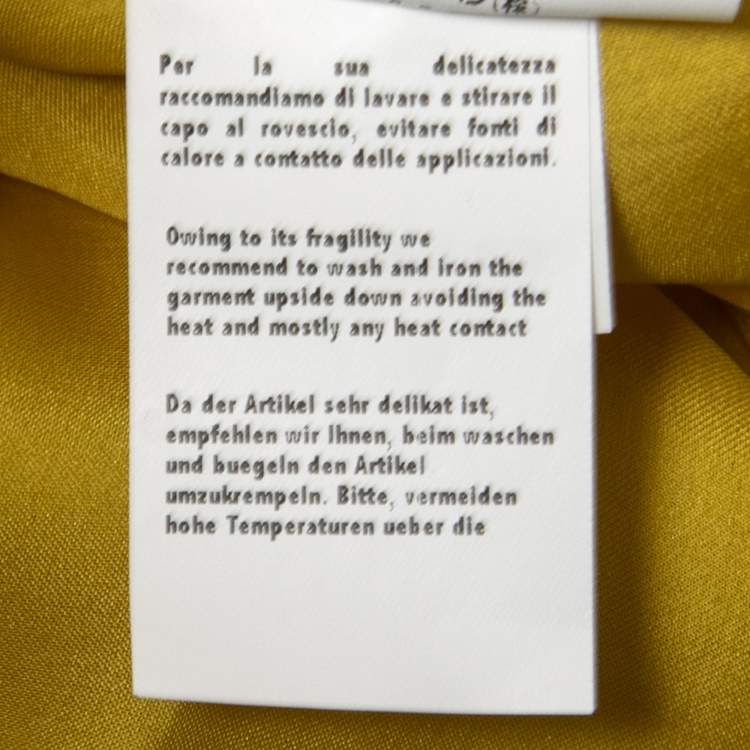 Per la sua delicatezza
raccomandiamo di lavare e stirare il
capo al rovescio, evitare fonti di
calore a contatto delle applicazioni.
Owing to its fragility we
recommend to wash and iron the
garment upside down avoiding the
heat and mostly any heat contact
Da der Artikel sehr delikat ist,
empfehlen wir Ihnen, beim waschen
und buegeln den Artikel
umzukrempeln. Bitte, vermeiden
hohe Temperaturen ueber die